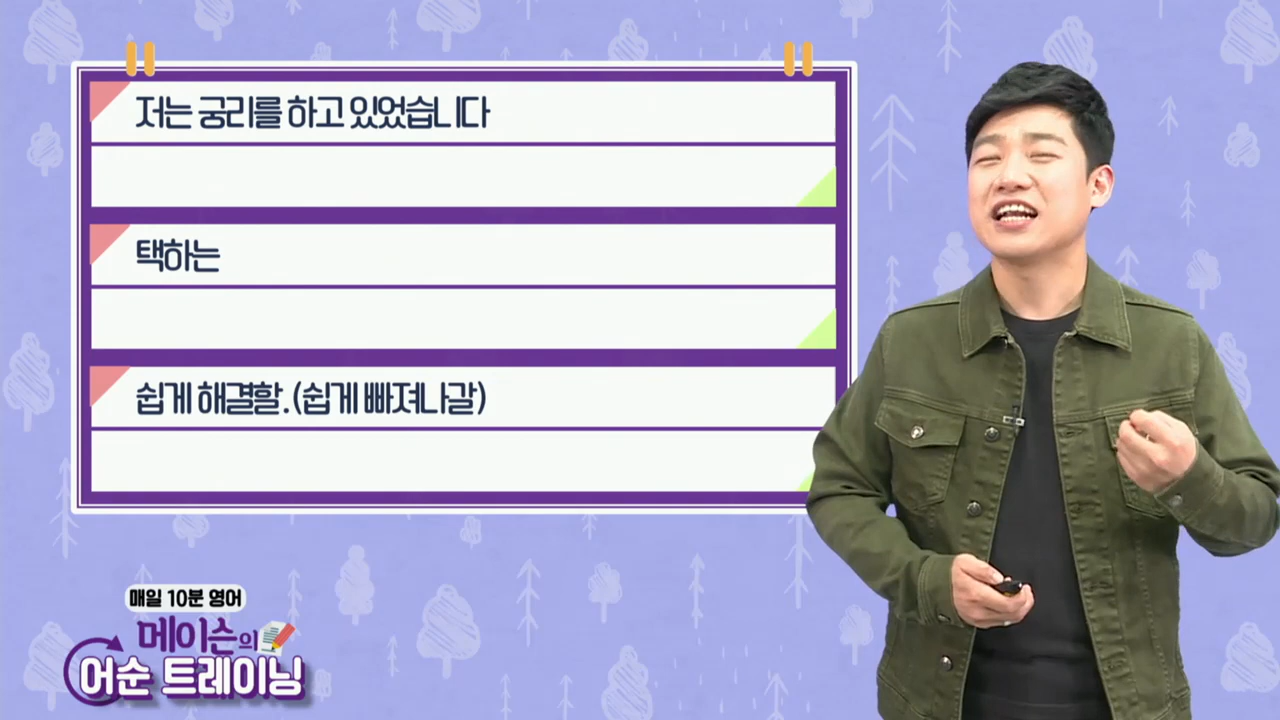 저는 궁리를 하고 있었습니다
택하는
쉽게 해결할.(쉽게 빠져나갈)
매일 10분 영어
메이슨의
어순 트레이닝